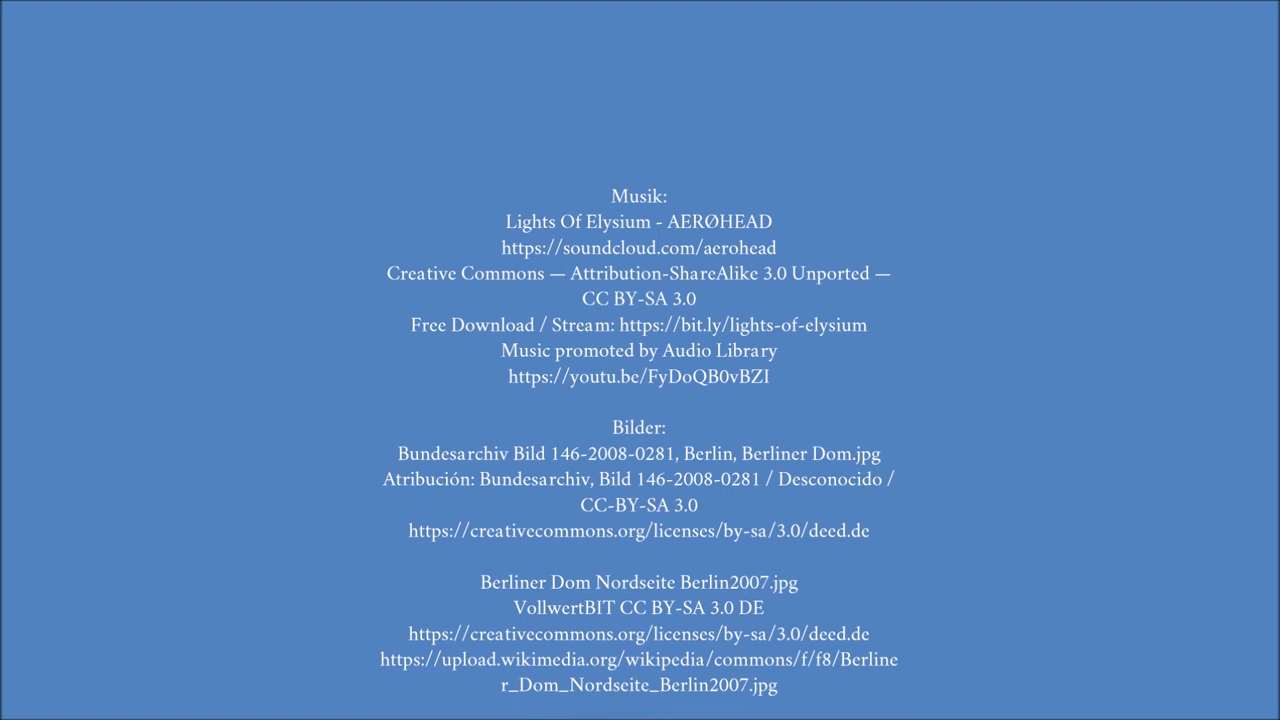 Musik:
Lights Of Elysium - AERØHEAD
https://soundcloud.com/aerohead
Creative Commons — Attribution-ShareAlike 3.0 Unported —
CC BY-SA 3.0
Free Download / Stream: https://bit.ly/lights-of-elysium
Music promoted by Audio Library
https://youtu.be/FyDoQB0vBZI
Bilder:
Bundesarchiv Bild 146-2008-0281, Berlin, Berliner Dom.jpg
Atribución: Bundesarchiv, Bild 146-2008-0281 / Desconocido /
CC-BY-SA 3.0
https://creativecommons.org/licenses/by-sa/3.0/deed.de
Berliner Dom Nordseite Berlin2007.jpg
VollwertBIT CC BY-SA 3.0 DE
https://creativecommons.org/licenses/by-sa/3.0/deed.de
https://upload.wikimedia.org/wikipedia/commons/f/f8/Berline
r_Dom_Nordseite_Berlin2007.jpg